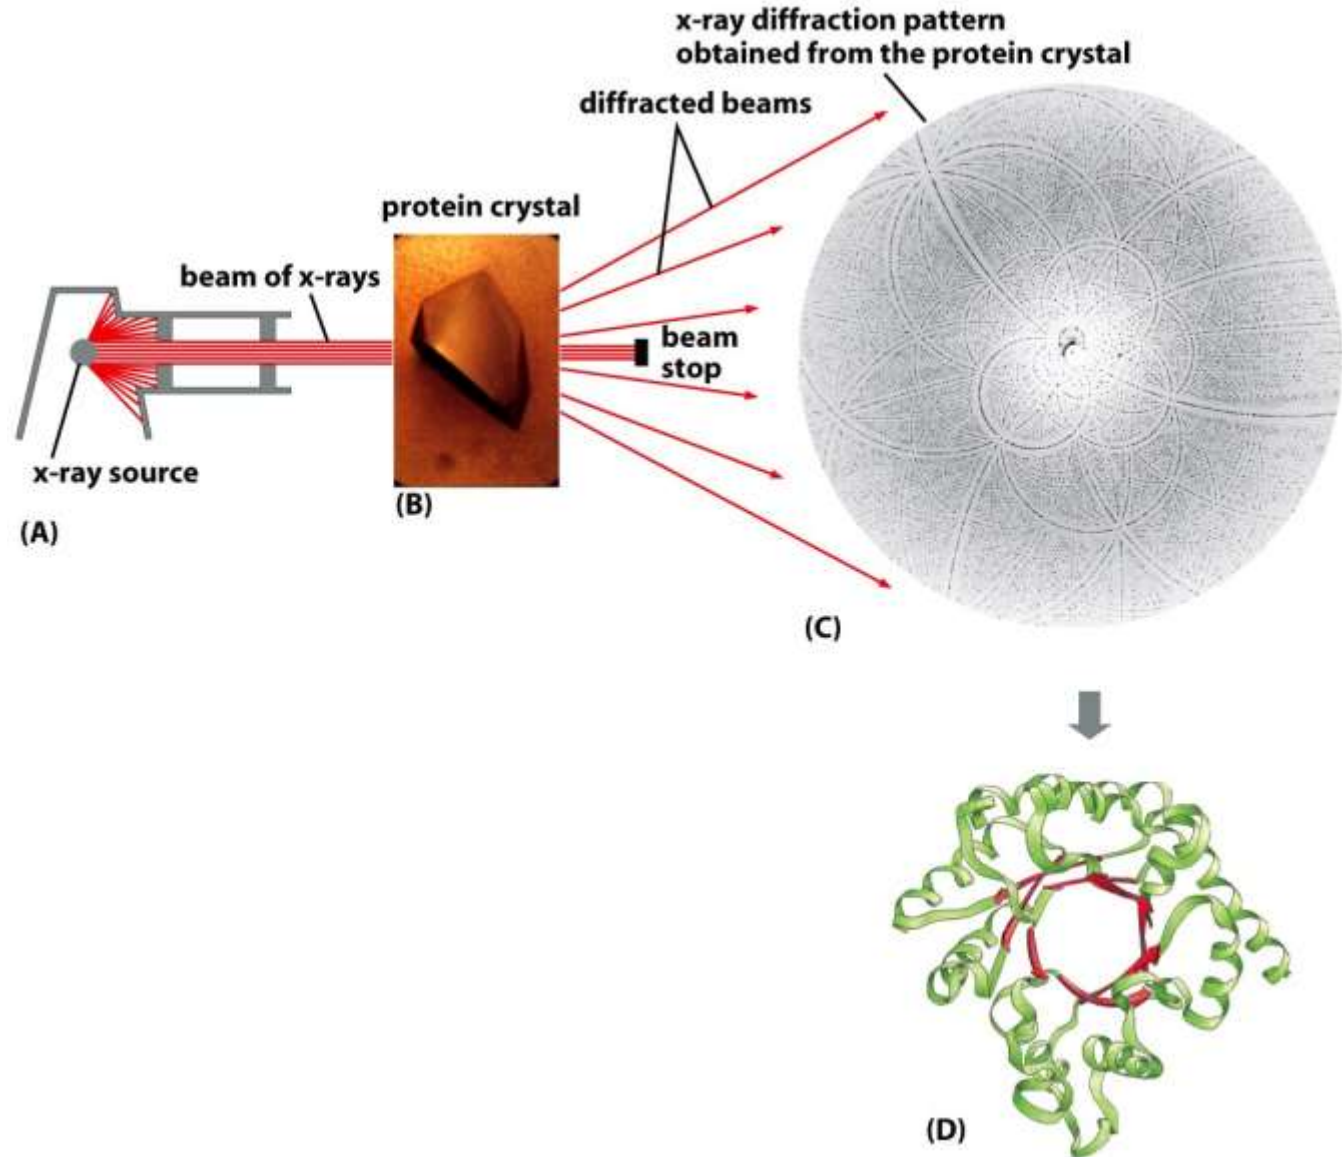 x-ray diffraction pattern
obtained from the protein crystal
diffracted beams
protein crystal
beam of x-rays
beam
stop
x-ray source
(A)
(B)
(C)
(D)